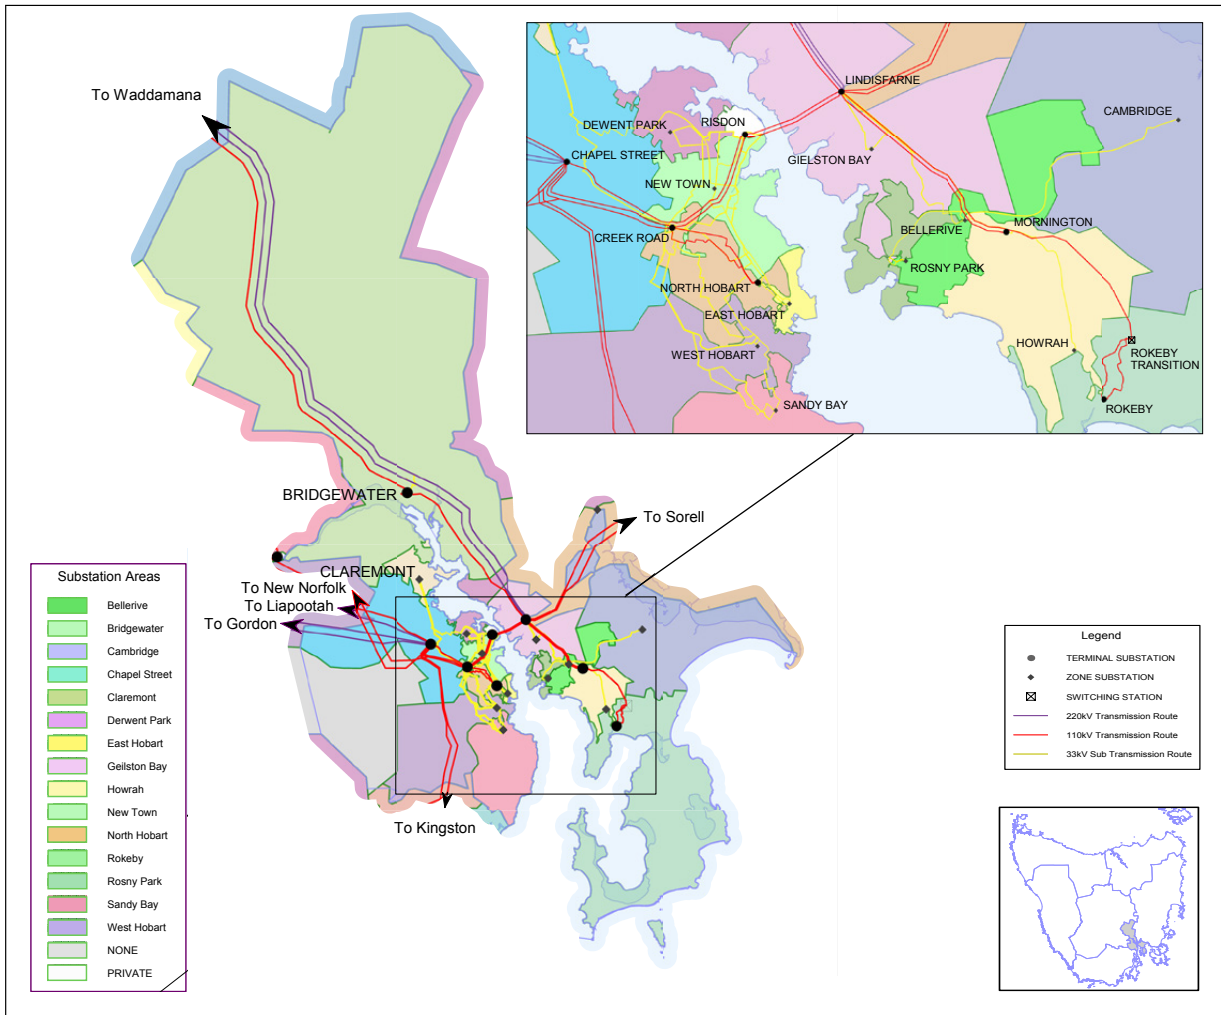 To Waddamana
BRIDGEWATER
To Sorell
CLAREMONT
To New Norfolk
To Liapootah
To Gordon
To Kingston
LINDISFARNE
CAMBRIDGE
DEWENT PARK
RISDON
CHAPEL STREET
GIELSTON BAY
NEW TOWN
BELLERIVE
MORNINGTON
CREEK ROAD
ROSNY PARK
NORTH HOBART
EAST HOBART
WEST HOBART
HOWRAH
ROKEBY
TRANSITION
SANDY BAY
ROKEBY
Substation Areas
Bellerive
Bridgewater
Cambridge
Chapel Street
Claremont
Derwent Park
East Hobart
Geilston Bay
Howrah
New Town
North Hobart
Rokeby
Rosny Park
Sandy Bay
West Hobart
NONE
PRIVATE
Legend
TERMINAL SUBSTATION
ZONE SUBSTATION
SWITCHING STATION
220kV Transmission Route
110kV Transmission Route
33kV Sub Transmission Route